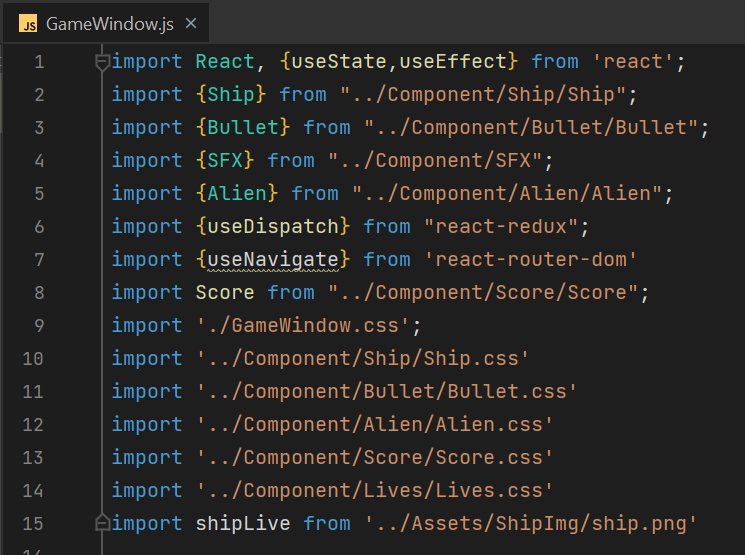 JS GameWindow.js ×
1 import React, {useState,useEffect} from 'react';
2 import {Ship} from "../Component/Ship/Ship";
3 import {Bullet} from "../Component/Bullet/Bullet";
4 import {SFX} from "../Component/SFX";
5 import {Alien} from "../Component/Alien/Alien";
6 import {useDispatch} from "react-redux";
7 import {useNavigate} from 'react-router-dom'
8 import Score from "../Component/Score/Score";
9 import './GameWindow.css';
10 import '../Component/Ship/Ship.css'
11 import '../Component/Bullet/Bullet.css'
12 import '../Component/Alien/Alien.css'
13 import '../Component/Score/Score.css'
14 import '../Component/Lives/Lives.css'
15 import shipLive from '../Assets/ShipImg/ship.png'